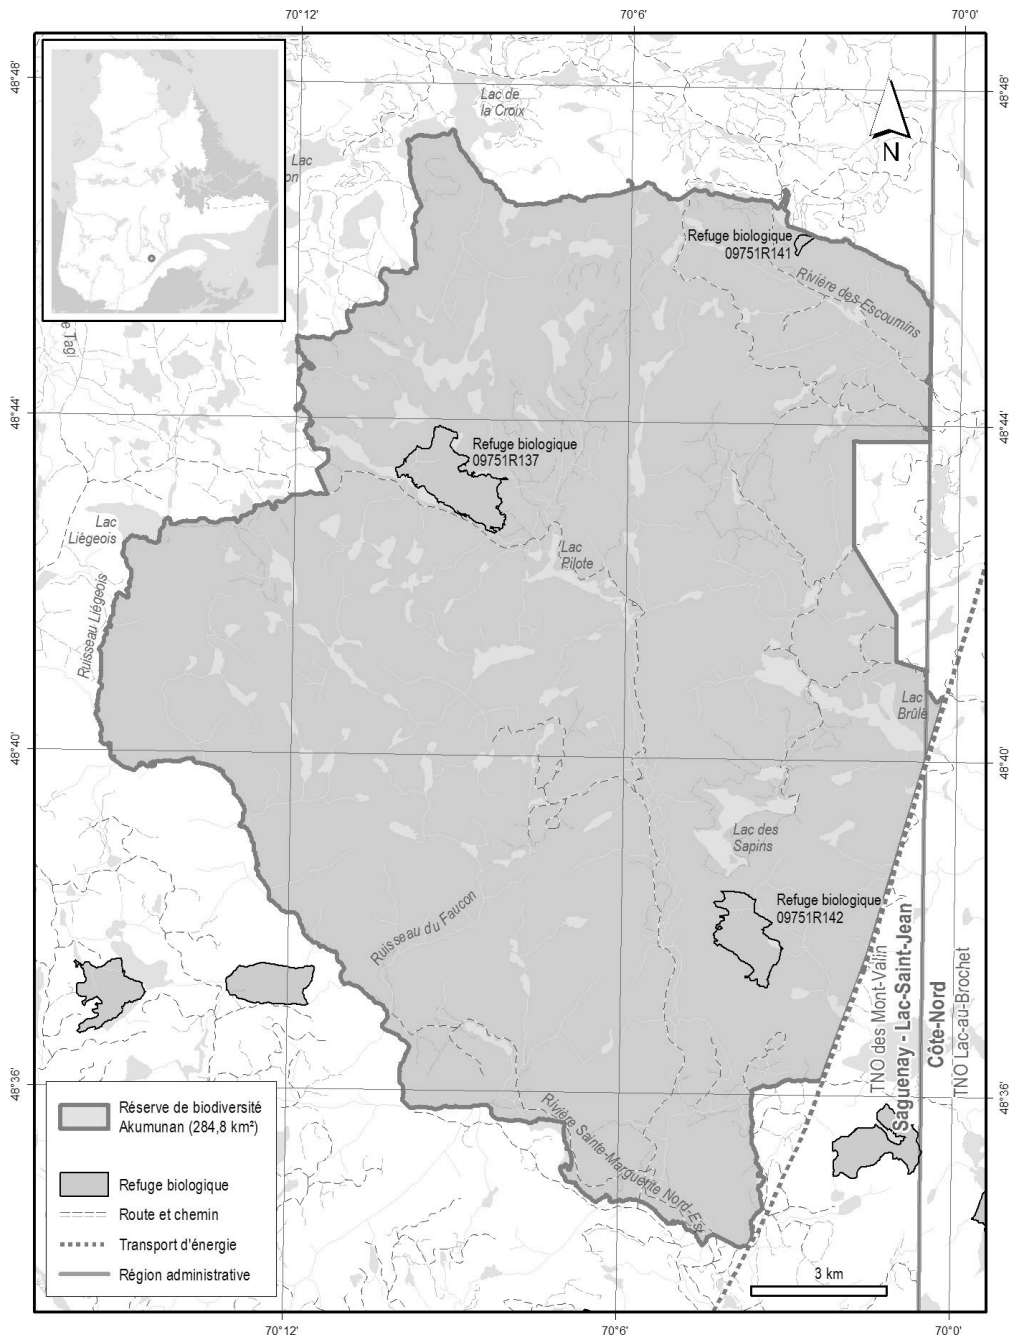 70°12'
70°6'
70°0'
48°48'
48°48'
Lac de
la Croix
Lac
on
N
Refuge biologique
09751R141
Rivière des Escoumins
e Tagi
48°44'
48°44'
Refuge biologique
09751R137
Lac
Liégeois
Lac
Pilote
Ruisseau Liégeois
Lac
Brûlé
48°40'
48°40'
Lac des
Sapins
Refuge biologique
09751R142
Ruisseau du Faucon
TNO des Mont-Valin
Saguenay - Lac-Saint-Jean
Côte-Nord
TNO Lac-au-Brochet
48°36'
48°36'
Rivière Sainte-Marguerite Nord-Est
Réserve de biodiversité
Akumunan (284,8 km²)
Refuge biologique
Route et chemin
Transport d'énergie
Région administrative
3 km
70°12'
70°6'
70°0'